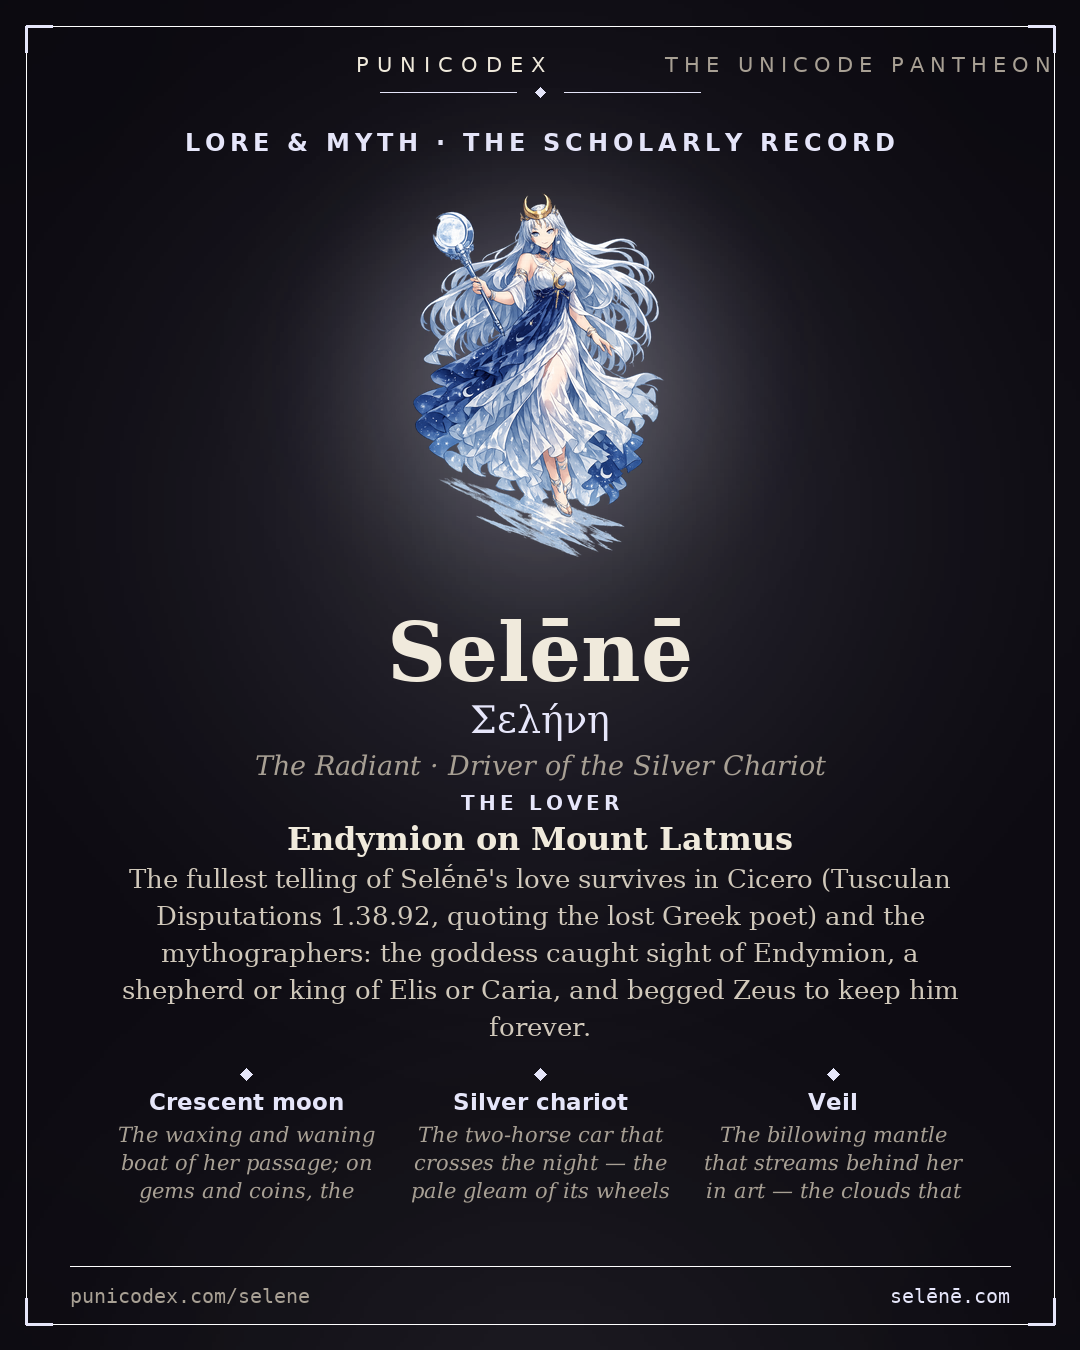 PUNICODEX THE UNICODE PANTHEON
LORE & MYTH · THE SCHOLARLY RECORD
Selēnē
Σελήνη
The Radiant · Driver of the Silver Chariot
THE LOVER
Endymion on Mount Latmus
The fullest telling of Selḗnē's love survives in Cicero (Tusculan
Disputations 1.38.92, quoting the lost Greek poet) and the
mythographers: the goddess caught sight of Endymion, a
shepherd or king of Elis or Caria, and begged Zeus to keep him
forever.
Crescent moon
The waxing and waning
boat of her passage; on
gems and coins, the
Silver chariot
The two-horse car that
crosses the night — the
pale gleam of its wheels
Veil
The billowing mantle
that streams behind her
in art — the clouds that
punicodex.com/selene
selēnē.com